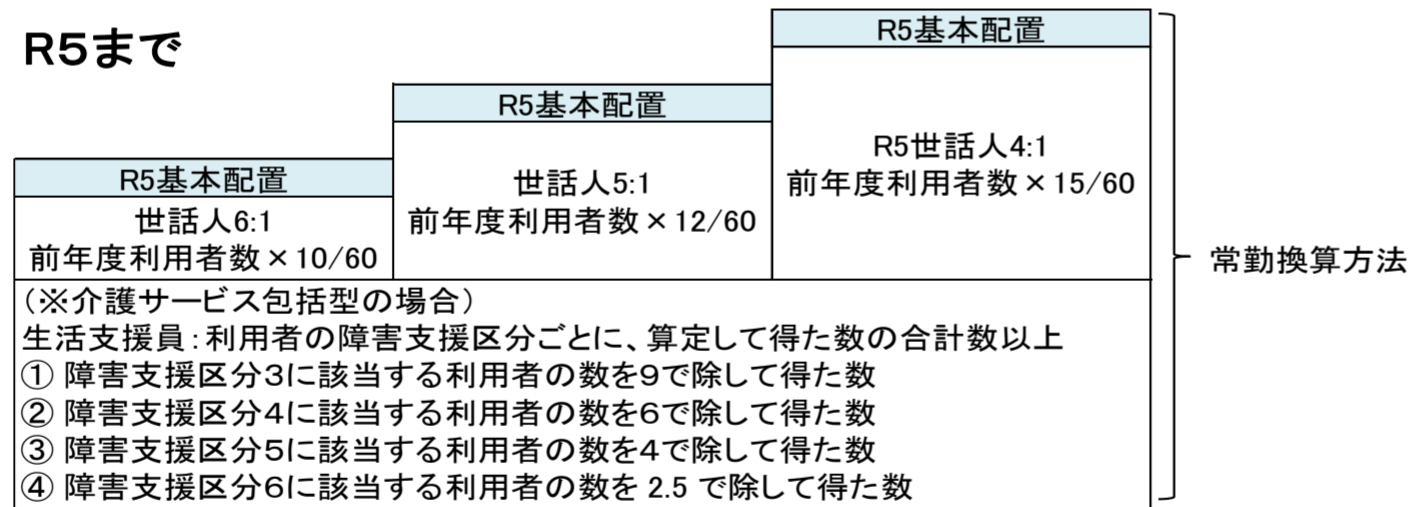 R5まで
R5基本配置
世話人6:1
前年度利用者数×10/60
R5基本配置
世話人5:1
前年度利用者数×12/60
R5基本配置
R5世話人4:1
前年度利用者数×15/60
(※介護サービス包括型の場合)
生活支援員:利用者の障害支援区分ごとに、算定して得た数の合計数以上
① 障害支援区分3に該当する利用者の数を9で除して得た数
② 障害支援区分4に該当する利用者の数を6で除して得た数
③ 障害支援区分5に該当する利用者の数を4で除して得た数
④ 障害支援区分6に該当する利用者の数を 2.5 で除して得た数
常勤換算方法